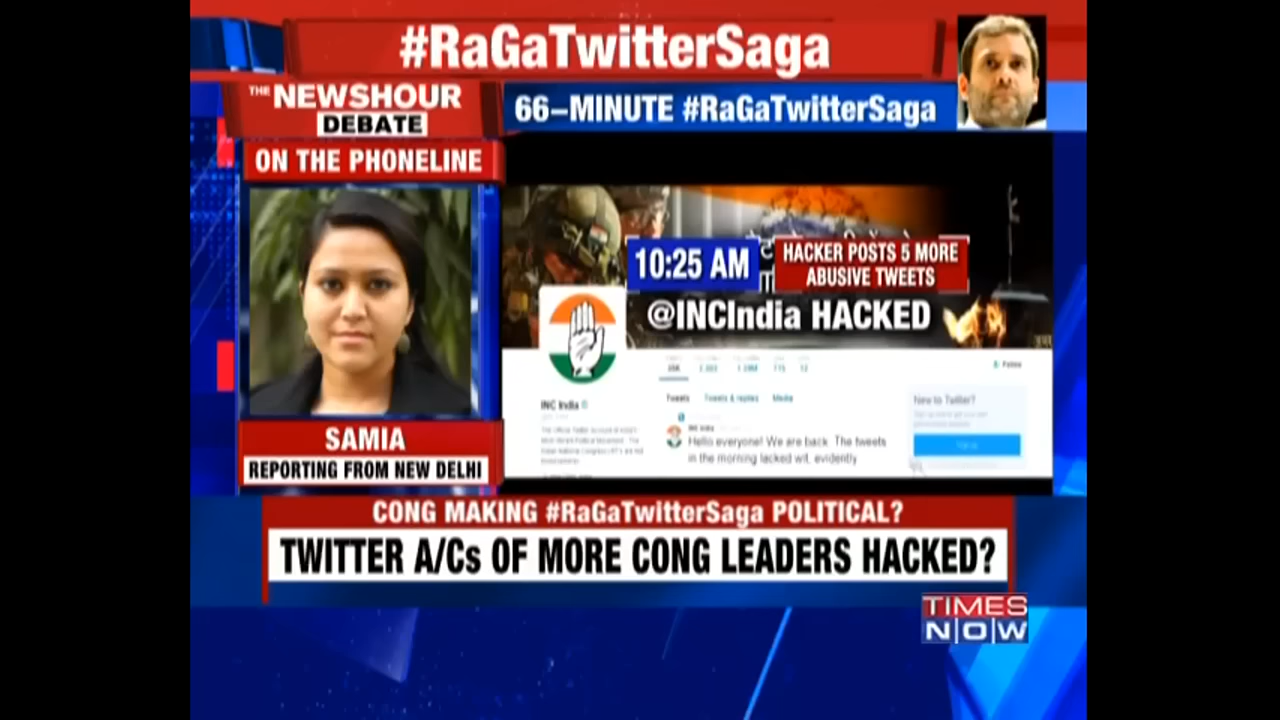 #RaGaTwitterSaga
THE NEWSHOUR
DEBATE
66-MINUTE #RaGaTwitterSaga
ON THE PHONELINE
10:25 AM
HACKER POSTS 5 MORE
ABUSIVE TWEETS
@INCIndia HACKED
Follow
Tweets Tweets & replies Media
INC India
New to Twitter?
INC India
Hello everyone! We are back. The tweets
in the morning lacked wit, evidently
SAMIA
REPORTING FROM NEW DELHI
CONG MAKING #RaGaTwitterSaga POLITICAL?
TWITTER A/Cs OF MORE CONG LEADERS HACKED?
TIMES
NOW